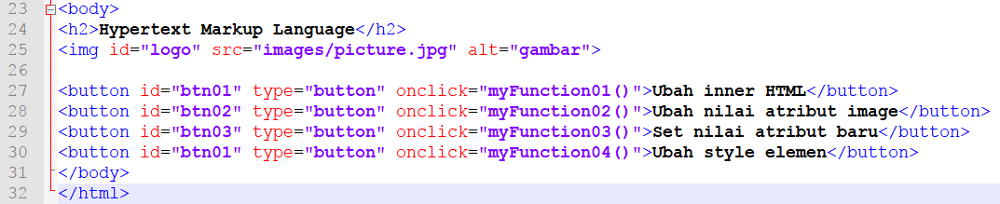 23 <body>
24 <h2>Hypertext Markup Language</h2>
25 <img id="logo" src="images/picture.jpg" alt="gambar">
26
27 <button id="btn01" type="button" onclick="myFunction01()">Ubah inner HTML</button>
28 <button id="btn02" type="button" onclick="myFunction02()">Ubah nilai atribut image</button>
29 <button id="btn03" type="button" onclick="myFunction03()">Set nilai atribut baru</button>
30 <button id="btn01" type="button" onclick="myFunction04()">Ubah style elemen</button>
31 </body>
32 </html>